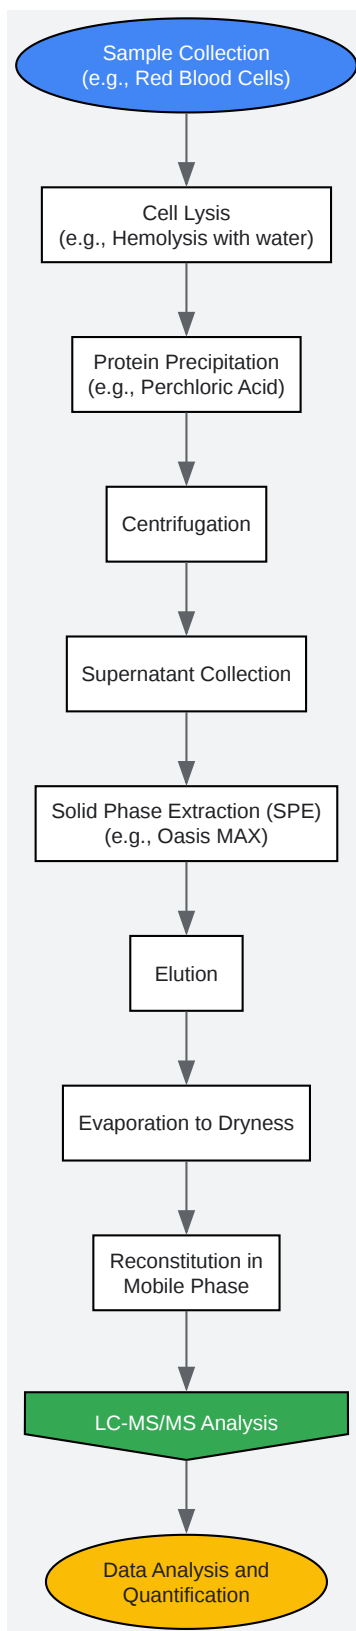 Sample Collection
(e.g., Red Blood Cells)
Cell Lysis
(e.g., Hemolysis with water)
Protein Precipitation
(e.g., Perchloric Acid)
Centrifugation
Supernatant Collection
Solid Phase Extraction (SPE)
(e.g., Oasis MAX)
Elution
Evaporation to Dryness
Reconstitution in
Mobile Phase
LC-MS/MS Analysis
Data Analysis and
Quantification